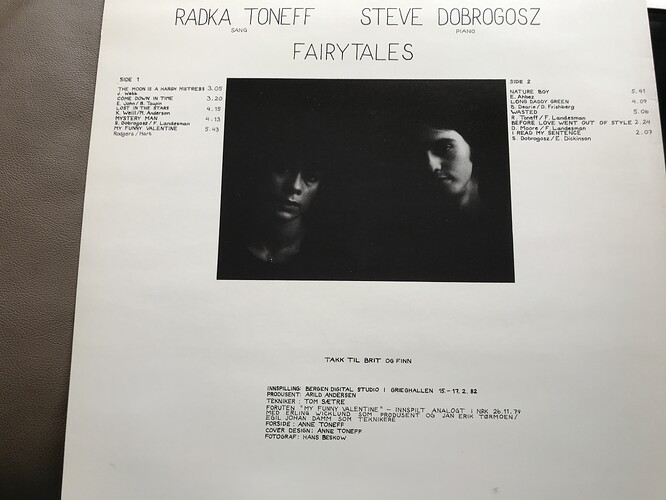 RADKA TONEFF STEVE DOBROGOSZ
SANG PIANO
FAIRYTALES
SIDE 1
THE MOON IS A HARSH MISTRESS 3.05
J. Webb
COME DOWN IN TIME 3.20
E. John / B. Taupin
LOST IN THE STARS 4.15
K. Weill / M. Anderson
MYSTERY MAN 4.13
S. Dobrogosz / F. Landesman
MY FUNNY VALENTINE 5.43
Rodgers / Hart
SIDE 2
NATURE BOY 5.41
E. Ahbez
LONG DADDY GREEN 4.09
B. Dearie / D. Frishberg
WASTED 5.06
R. Toneff / F. Landesman
BEFORE LOVE WENT OUT OF STYLE 2.24
D. Moore / F. Landesman
I READ MY SENTENCE 2.07
S. Dobrogosz / E. Dickinson
TAKK TIL BRIT OG FINN
INNSPILLING: BERGEN DIGITAL STUDIO I GRIEGHALLEN 15.-17. 2. 82
PRODUSENT: ARILD ANDERSEN
TEKNIKER: TOM SÆTRE
FORUTEN "MY FUNNY VALENTINE" - INNSPILT ANALOGT I NRK 26.11.79
MED ERLING WICKLUND SOM PRODUSENT OG JAN ERIK TØRMOEN/
EGIL JOHAN DAMM SOM TEKNIKERE
FORSIDE: ANNE TONEFF
COVER DESIGN: ANNE TONEFF
FOTOGRAF: HANS BESKOW